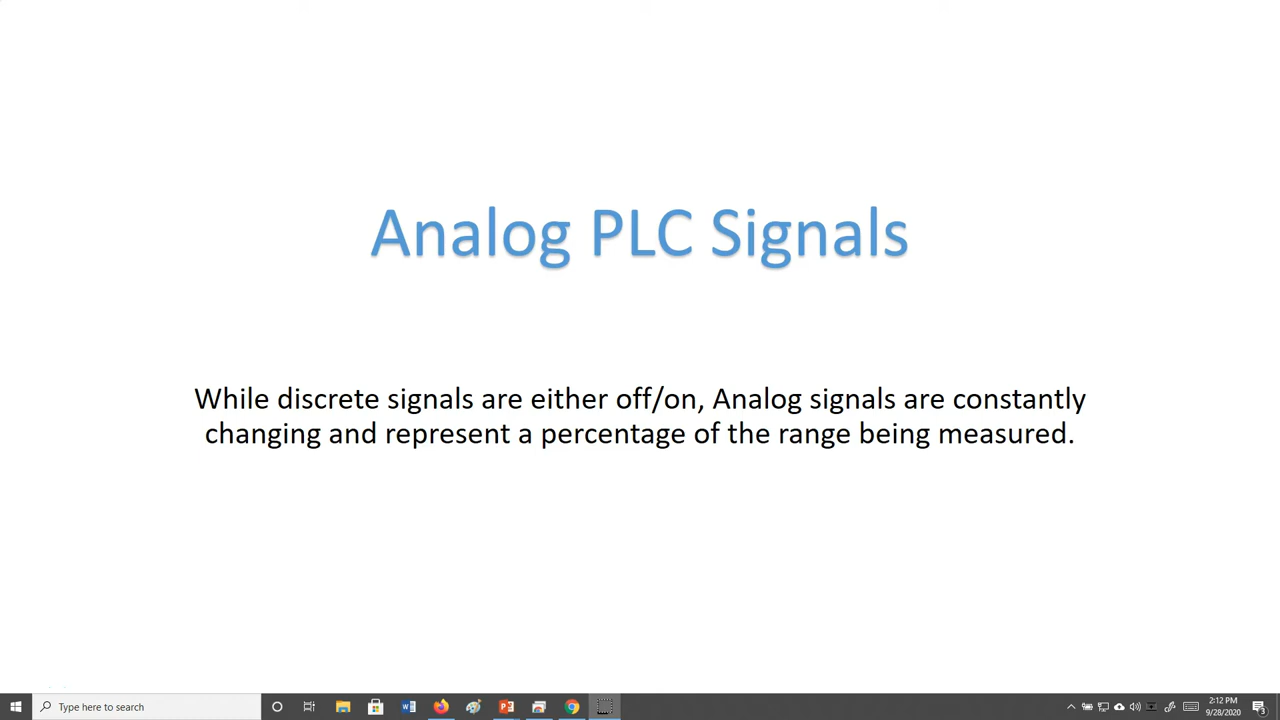 Analog PLC Signals
While discrete signals are either off/on, Analog signals are constantly
changing and represent a percentage of the range being measured.
Type here to search
2:12 PM
9/28/2020
3